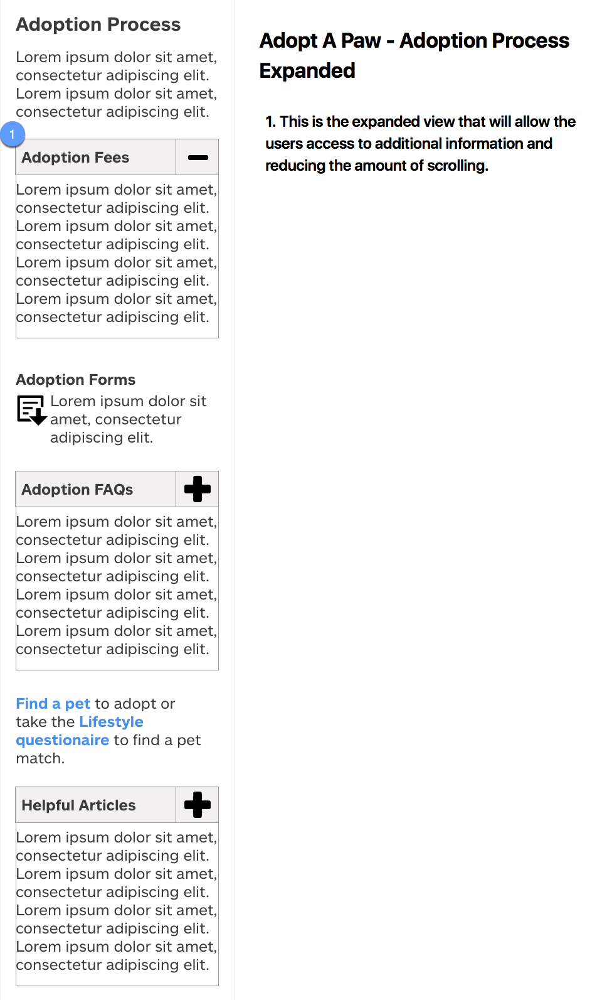 Adoption Process
Lorem ipsum dolor sit amet,
consectetur adipiscing elit.
Lorem ipsum dolor sit amet,
consectetur adipiscing elit.
1
Adoption Fees
Lorem ipsum dolor sit amet,
consectetur adipiscing elit.
Lorem ipsum dolor sit amet,
consectetur adipiscing elit.
Lorem ipsum dolor sit amet,
consectetur adipiscing elit.
Lorem ipsum dolor sit amet,
consectetur adipiscing elit.
Adoption Forms
Lorem ipsum dolor sit
amet, consectetur
adipiscing elit.
Adoption FAQs
Lorem ipsum dolor sit amet,
consectetur adipiscing elit.
Lorem ipsum dolor sit amet,
consectetur adipiscing elit.
Lorem ipsum dolor sit amet,
consectetur adipiscing elit.
Lorem ipsum dolor sit amet,
consectetur adipiscing elit.
Find a pet to adopt or
take the Lifestyle
questionaire to find a pet
match.
Helpful Articles
Lorem ipsum dolor sit amet,
consectetur adipiscing elit.
Lorem ipsum dolor sit amet,
consectetur adipiscing elit.
Lorem ipsum dolor sit amet,
consectetur adipiscing elit.
Lorem ipsum dolor sit amet,
consectetur adipiscing elit.
Adopt A Paw - Adoption Process
Expanded
1. This is the expanded view that will allow the
users access to additional information and
reducing the amount of scrolling.